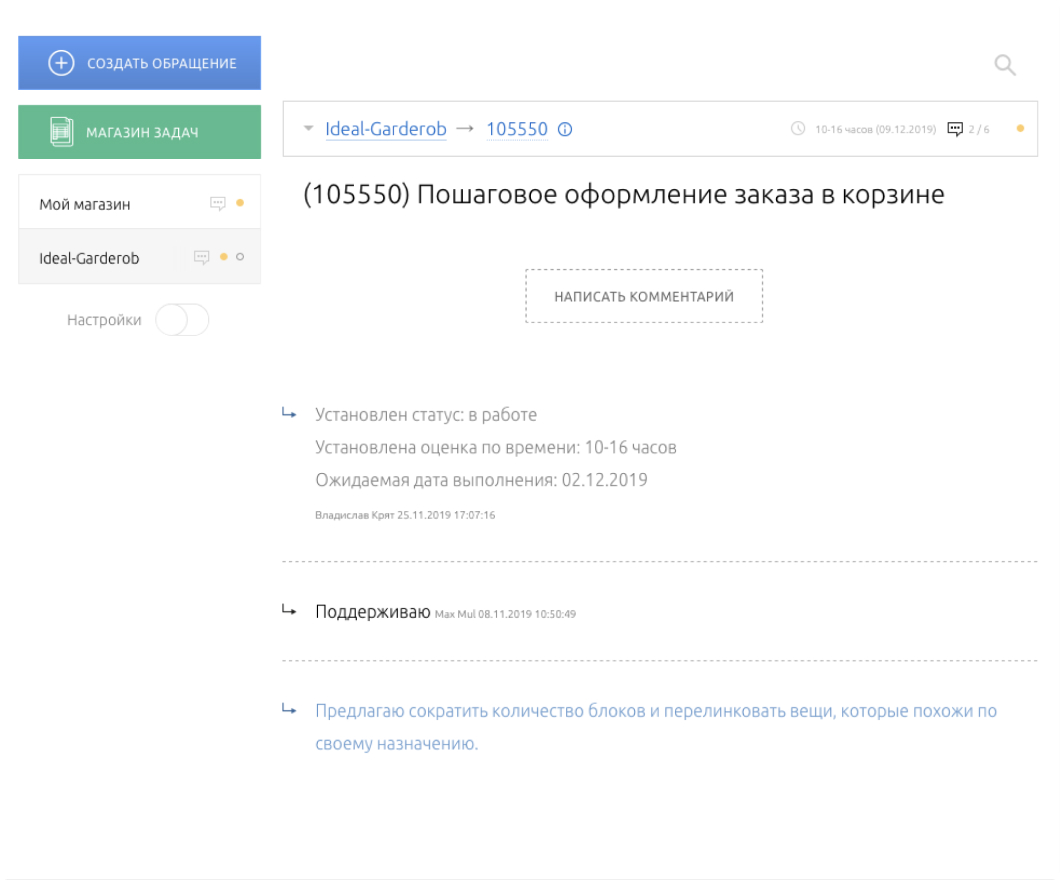 СОЗДАТЬ ОБРАЩЕНИЕ
МАГАЗИН ЗАДАЧ
Мой магазин
Ideal-Garderob
Настройки
Ideal-Garderob → 105550
10-16 часов (09.12.2019) 2 / 6
(105550) Пошаговое оформление заказа в корзине
НАПИСАТЬ КОММЕНТАРИЙ
Установлен статус: в работе
Установлена оценка по времени: 10-16 часов
Ожидаемая дата выполнения: 02.12.2019
Владислав Крят 25.11.2019 17:07:16
Поддерживаю Max Mul 08.11.2019 10:50:49
Предлагаю сократить количество блоков и перелинковать вещи, которые похожи по
своему назначению.